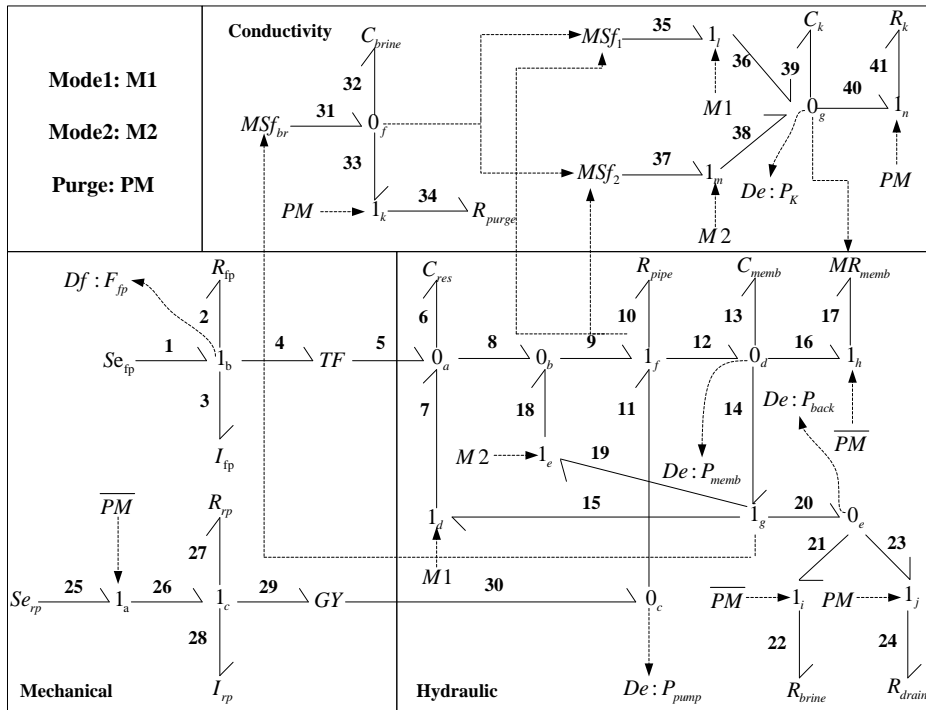 Mode1: M1
Mode2: M2
Purge: PM
Conductivity
C_brine
32
31
MSf_br
0_f
33
PM
1_k
34
R_purge
MSf_1
35
1_l
36
M1
C_k
39
R_k
41
40
0_g
1_n
38
MSf_2
37
1_m
M2
De : P_K
PM
Df : F_fp
R_fp
2
Se_fp
1
1_b
4
TF
5
3
I_fp
PM
R_rp
27
Se_rp
25
1_a
26
1_c
29
GY
28
I_rp
Mechanical
C_res
6
R_pipe
10
C_memb
13
MR_memb
17
0_a
8
0_b
9
1_f
12
0_d
16
1_h
7
18
11
14
De : P_back
PM
M2
1_e
19
De : P_memb
1_d
15
1_g
20
0_e
M1
21
23
30
0_c
PM
1_i
PM
1_j
22
24
De : P_pump
R_brine
R_drain
Hydraulic